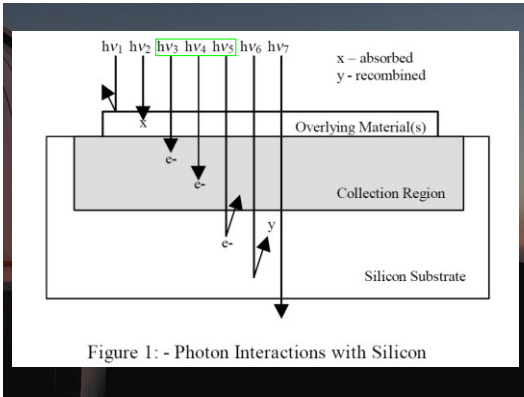 hν1 hν2 hν3 hν4 hν5 hν6 hν7
x – absorbed
y - recombined
x
Overlying Material(s)
e-
e-
Collection Region
y
e-
Silicon Substrate
Figure 1: - Photon Interactions with Silicon